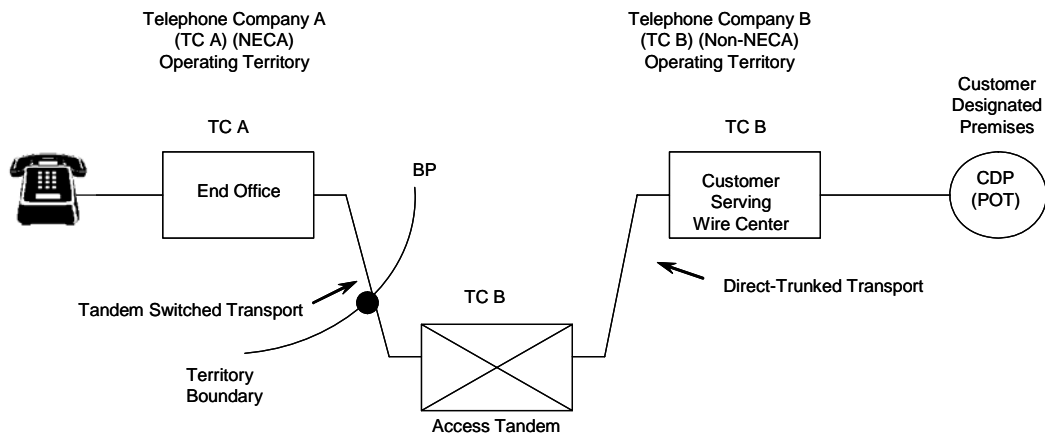 Telephone Company A
(TC A) (NECA)
Operating Territory
Telephone Company B
(TC B) (Non-NECA)
Operating Territory
Customer
Designated
Premises
TC A
TC B
End Office
BP
Customer
Serving
Wire Center
CDP
(POT)
Tandem Switched Transport
TC B
Direct-Trunked Transport
Territory
Boundary
Access Tandem